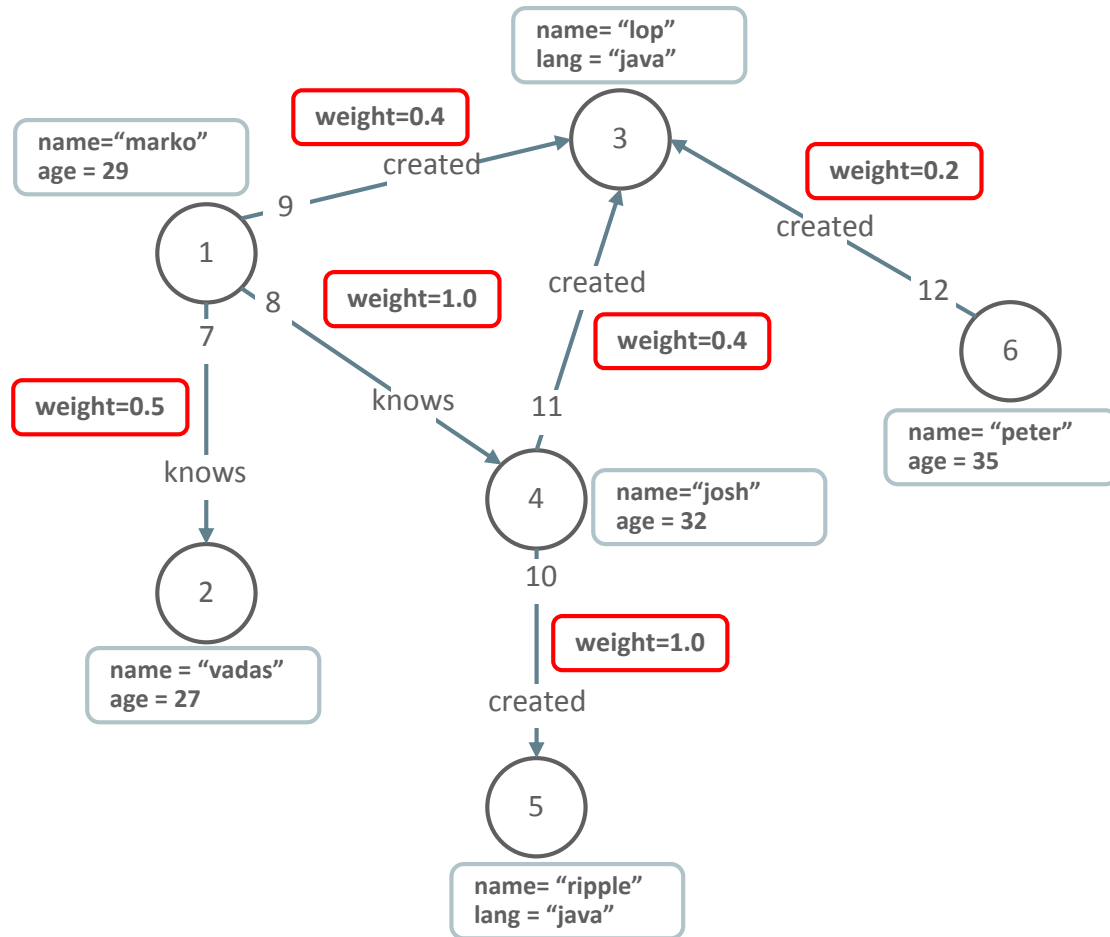 name= “lop”
lang = “java”
weight=0.4
name=“marko”
age = 29
3
created
weight=0.2
9
created
1
8
weight=1.0
created
12
7
weight=0.4
6
weight=0.5
knows
11
name= “peter”
age = 35
knows
4
name=“josh”
age = 32
10
2
weight=1.0
name = “vadas”
age = 27
created
5
name= “ripple”
lang = “java”